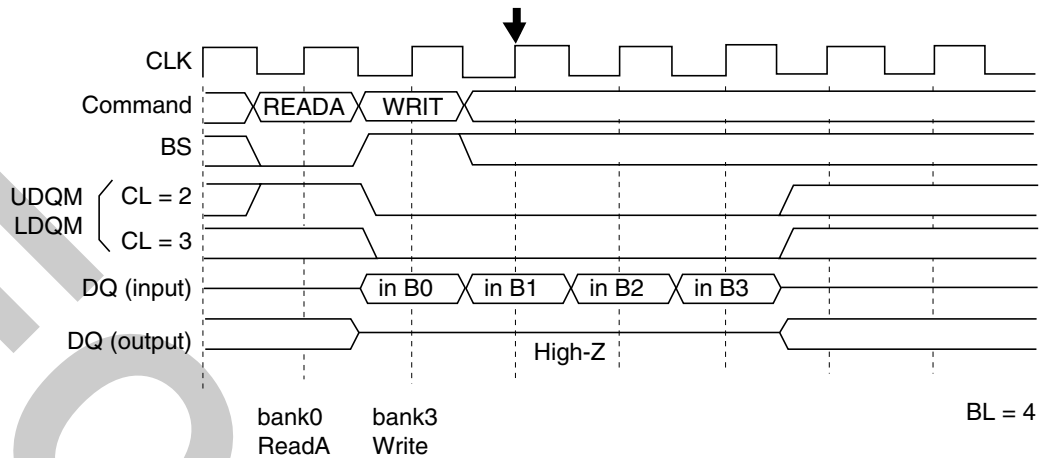 CLK
Command READA WRIT
BS
UDQM CL = 2
LDQM
CL = 3
DQ (input) in B0 in B1 in B2 in B3
DQ (output)
High-Z
bank0 bank3 BL = 4
ReadA Write